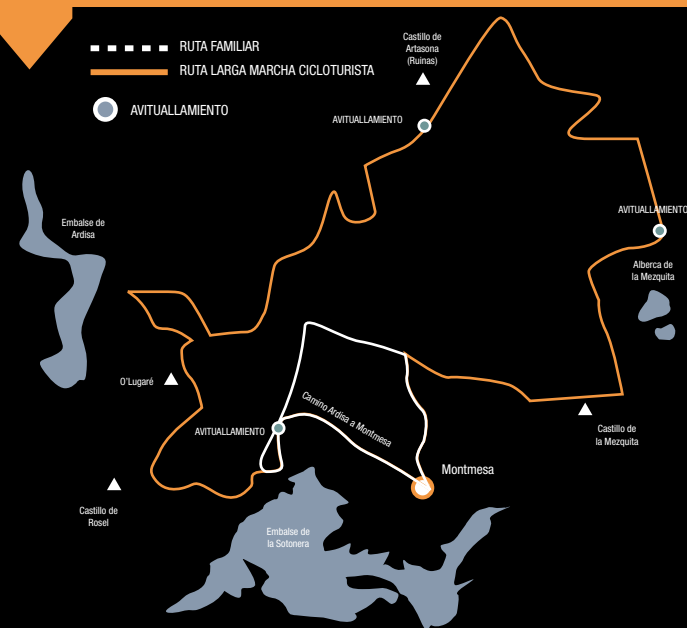 RUTA FAMILIAR
RUTA LARGA MARCHA CICLOTURISTA
AVITUALLAMIENTO
Castillo de
Artasona
(Ruinas)
AVITUALLAMIENTO
AVITUALLAMIENTO
Embalse de
Ardisa
Alberca de
la Mezquita
O'Lugaré
Camino Ardisa a Montmesa
AVITUALLAMIENTO
Castillo de
la Mezquita
Montmesa
Castillo de
Rosel
Embalse de
la Sotonera